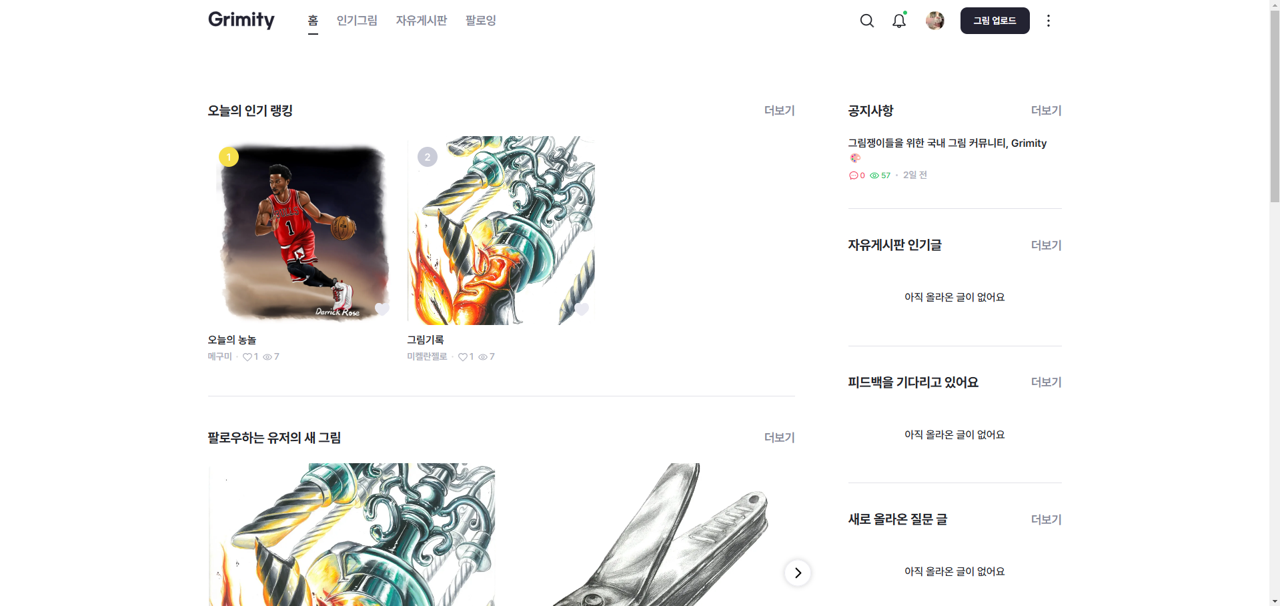 Grimity
홈
인기그림
자유게시판
팔로잉
그림 업로드
오늘의 인기 랭킹
더보기
1
2
1
Derrick Rose
오늘의 농놀
메구미 · 1 7
그림기록
미켈란젤로 · 1 7
팔로우하는 유저의 새 그림
더보기
공지사항
더보기
그림쟁이들을 위한 국내 그림 커뮤니티, Grimity
0 57 · 2일 전
자유게시판 인기글
더보기
아직 올라온 글이 없어요
피드백을 기다리고 있어요
더보기
아직 올라온 글이 없어요
새로 올라온 질문 글
더보기
아직 올라온 글이 없어요